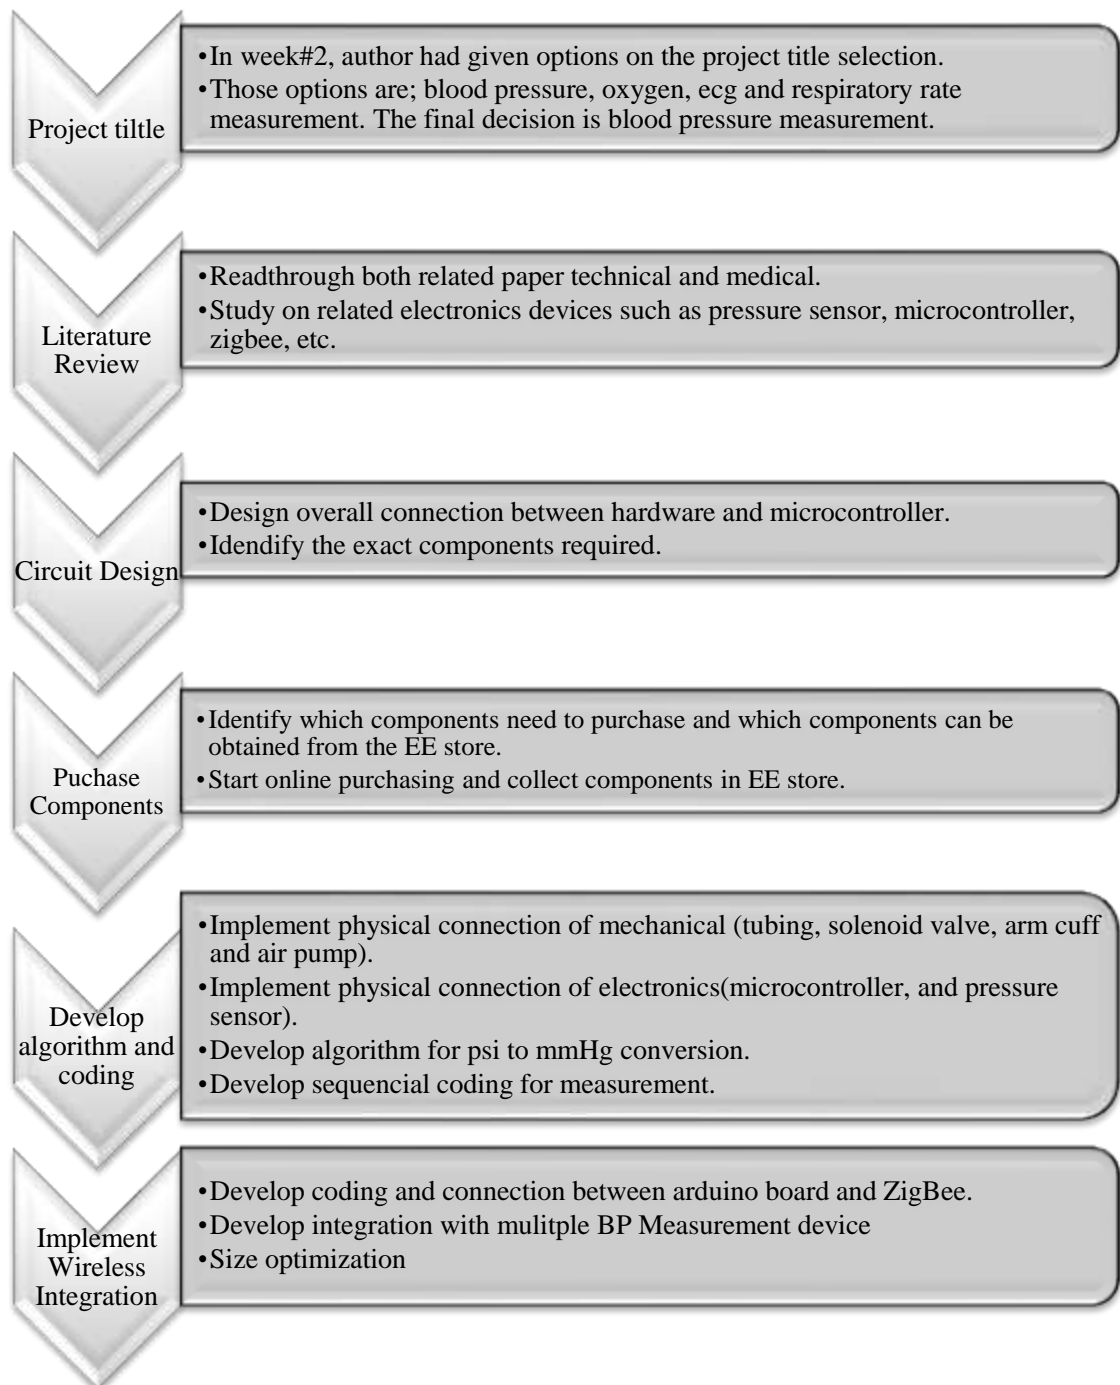 Project tiltle
•In week#2, author had given options on the project title selection.
•Those options are; blood pressure, oxygen, ecg and respiratory rate
measurement. The final decision is blood pressure measurement.
Literature
Review
•Readthrough both related paper technical and medical.
•Study on related electronics devices such as pressure sensor, microcontroller,
zigbee, etc.
Circuit Design
•Design overall connection between hardware and microcontroller.
•Idendify the exact components required.
Puchase
Components
•Identify which components need to purchase and which components can be
obtained from the EE store.
•Start online purchasing and collect components in EE store.
Develop
algorithm and
coding
•Implement physical connection of mechanical (tubing, solenoid valve, arm cuff
and air pump).
•Implement physical connection of electronics(microcontroller, and pressure
sensor).
•Develop algorithm for psi to mmHg conversion.
•Develop sequencial coding for measurement.
Implement
Wireless
Integration
•Develop coding and connection between arduino board and ZigBee.
•Develop integration with mulitple BP Measurement device
•Size optimization